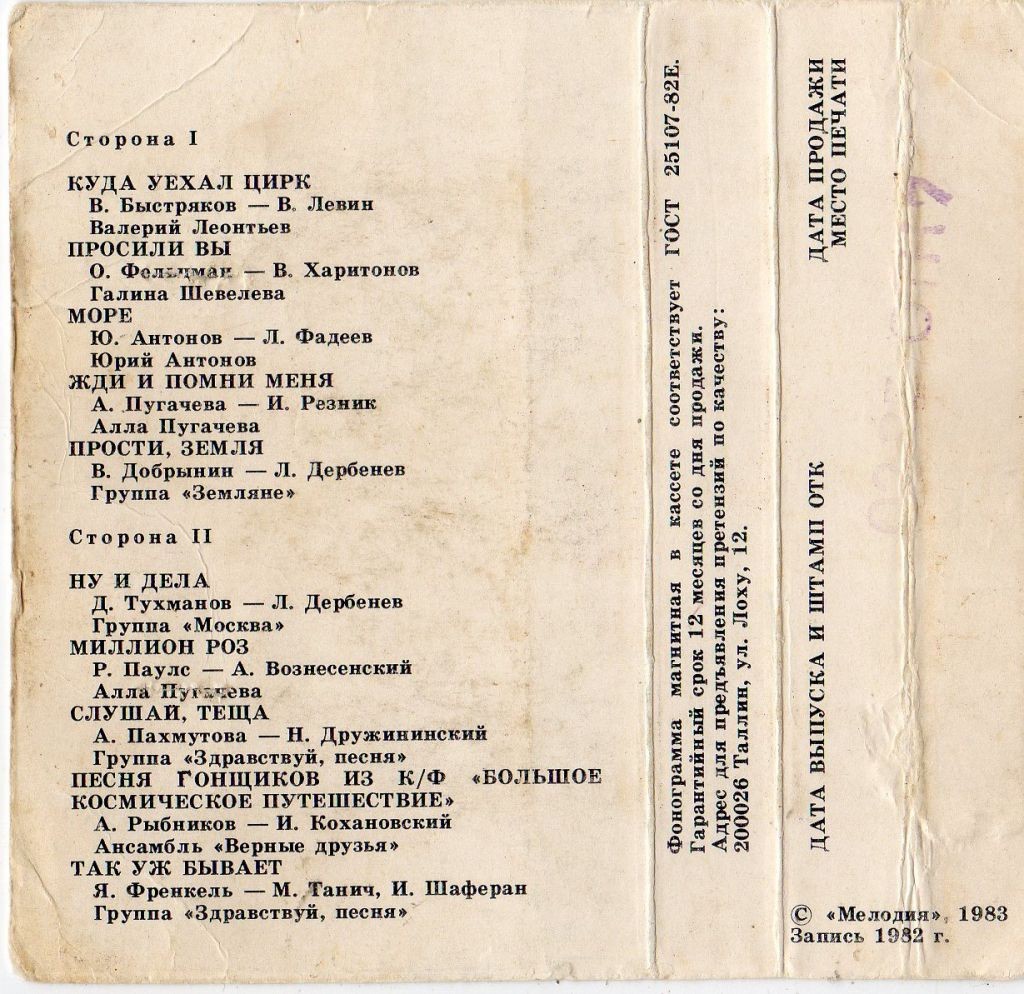 Сторона I
КУДА УЕХАЛ ЦИРК
В. Быстряков — В. Левин
Валерий Леонтьев
ПРОСИЛИ ВЫ
О. Фельцман — В. Харитонов
Галина Шевелева
МОРЕ
Ю. Антонов — Л. Фадеев
Юрий Антонов
ЖДИ И ПОМНИ МЕНЯ
А. Пугачева — И. Резник
Алла Пугачева
ПРОСТИ, ЗЕМЛЯ
В. Добрынин — Л. Дербенев
Группа «Земляне»
Сторона II
НУ И ДЕЛА
Д. Тухманов — Л. Дербенев
Группа «Москва»
МИЛЛИОН РОЗ
Р. Паулс — А. Вознесенский
Алла Пугачева
СЛУШАЙ, ТЕЩА
А. Пахмутова — Н. Дружининский
Группа «Здравствуй, песня»
ПЕСНЯ ГОНЩИКОВ ИЗ К/Ф «БОЛЬШОЕ
КОСМИЧЕСКОЕ ПУТЕШЕСТВИЕ»
А. Рыбников — И. Кохановский
Ансамбль «Верные друзья»
ТАК УЖ БЫВАЕТ
Я. Френкель — М. Танич, И. Шаферан
Группа «Здравствуй, песня»
Фонограмма магнитная в кассете соответствует ГОСТ 25107-82Е.
Гарантийный срок 12 месяцев со дня продажи.
Адрес для предъявления претензий по качеству:
200026 Таллин, ул. Лоху, 12.
ДАТА ВЫПУСКА И ШТАМП ОТК
ДАТА ПРОДАЖИ
МЕСТО ПЕЧАТИ
© «Мелодия», 1983
Запись 1982 г.